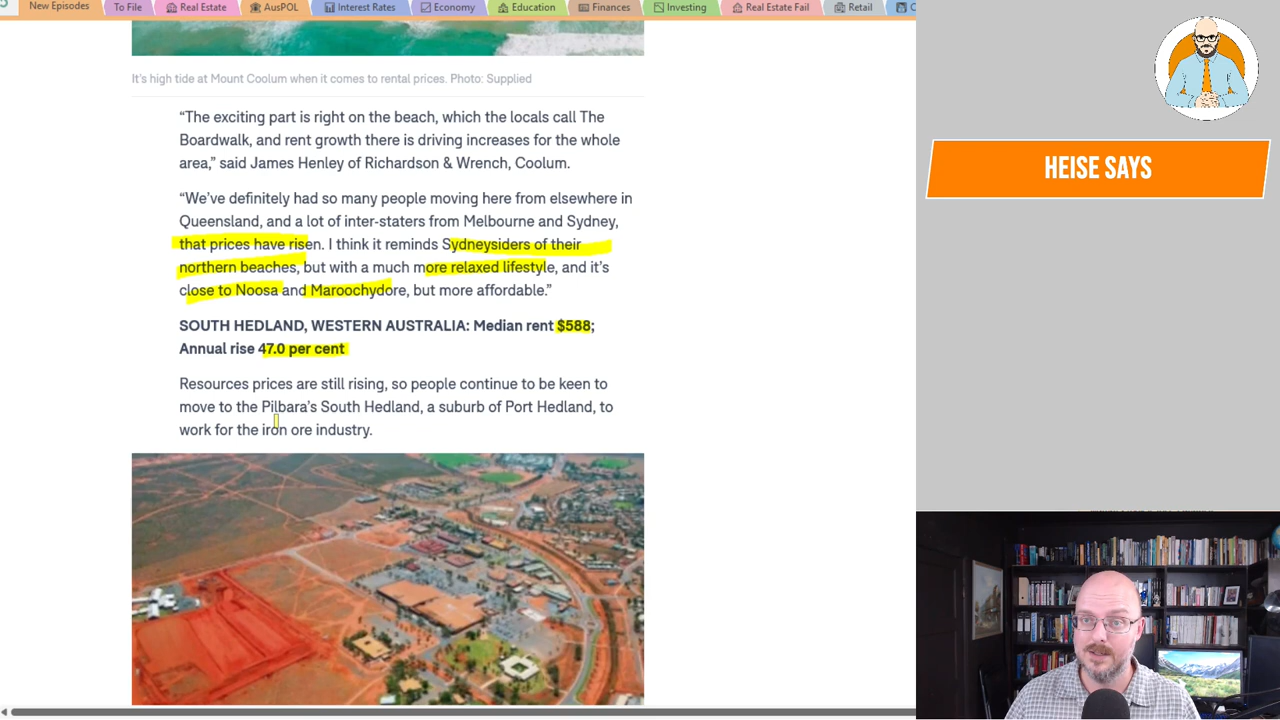 New Episodes
To File
Real Estate
AusPOL
Interest Rates
Economy
Education
Finances
Investing
Real Estate Fail
Retail
It's high tide at Mount Coolum when it comes to rental prices. Photo: Supplied
“The exciting part is right on the beach, which the locals call The
Boardwalk, and rent growth there is driving increases for the whole
area,” said James Henley of Richardson & Wrench, Coolum.
“We’ve definitely had so many people moving here from elsewhere in
Queensland, and a lot of inter-staters from Melbourne and Sydney,
that prices have risen. I think it reminds Sydneysiders of their
northern beaches, but with a much more relaxed lifestyle, and it’s
close to Noosa and Maroochydore, but more affordable.”
SOUTH HEDLAND, WESTERN AUSTRALIA: Median rent $588;
Annual rise 47.0 per cent
Resources prices are still rising, so people continue to be keen to
move to the Pilbara’s South Hedland, a suburb of Port Hedland, to
work for the iron ore industry.
HEISE SAYS